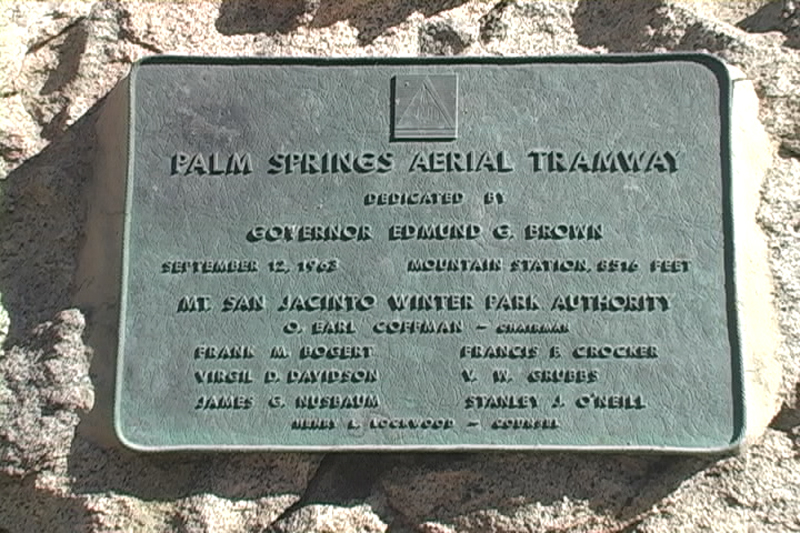 PALM SPRINGS AERIAL TRAMWAY
DEDICATED BY
GOVERNOR EDMUND G. BROWN
SEPTEMBER 12, 1963 MOUNTAIN STATION, 8516 FEET
MT. SAN JACINTO WINTER PARK AUTHORITY
O. EARL COFFMAN – CHAIRMAN
FRANK M. BOGERT FRANCIS F. CROCKER
VIRGIL D. DAVIDSON V. W. GRUBBS
JAMES G. NUSBAUM STANLEY J. O'NEILL
HENRY L. LOCKWOOD – COUNSEL